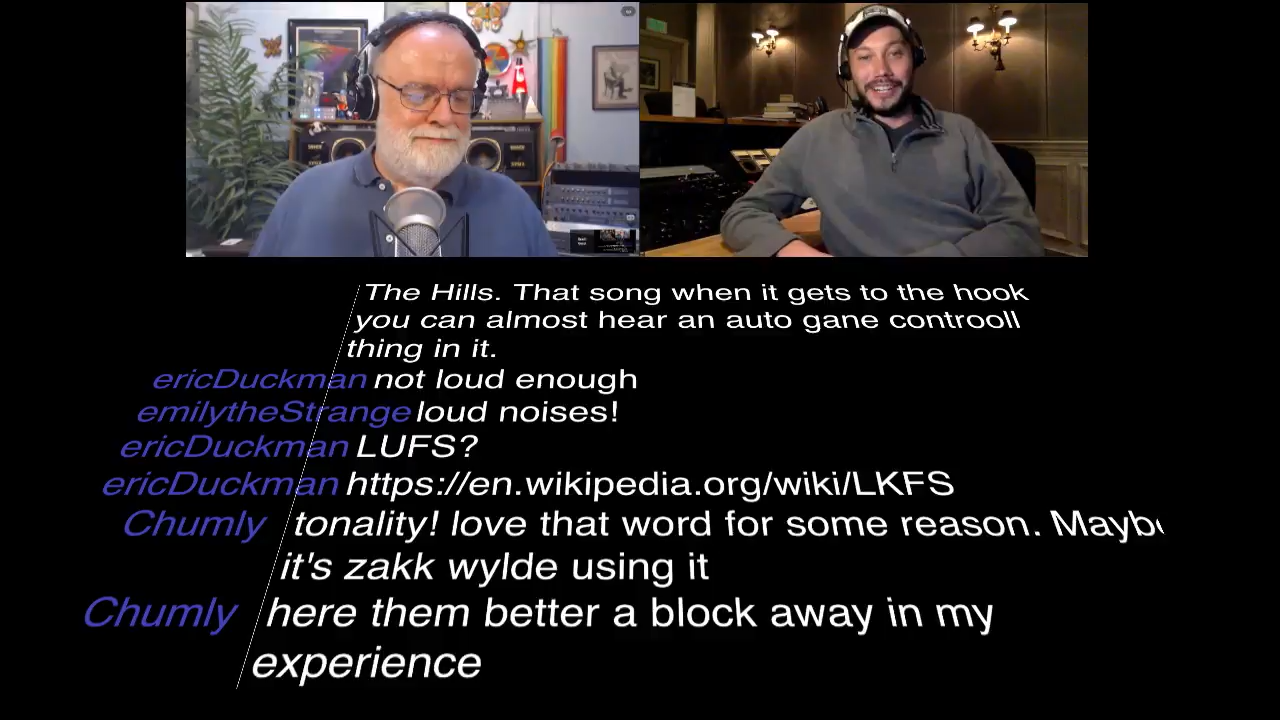 The Hills. That song when it gets to the hook
you can almost hear an auto gane controoll
thing in it.
ericDuckman not loud enough
emilytheStrange loud noises!
ericDuckman LUFS?
ericDuckman https://en.wikipedia.org/wiki/LKFS
Chumly tonality! love that word for some reason. Maybe
it's zakk wylde using it
Chumly here them better a block away in my
experience